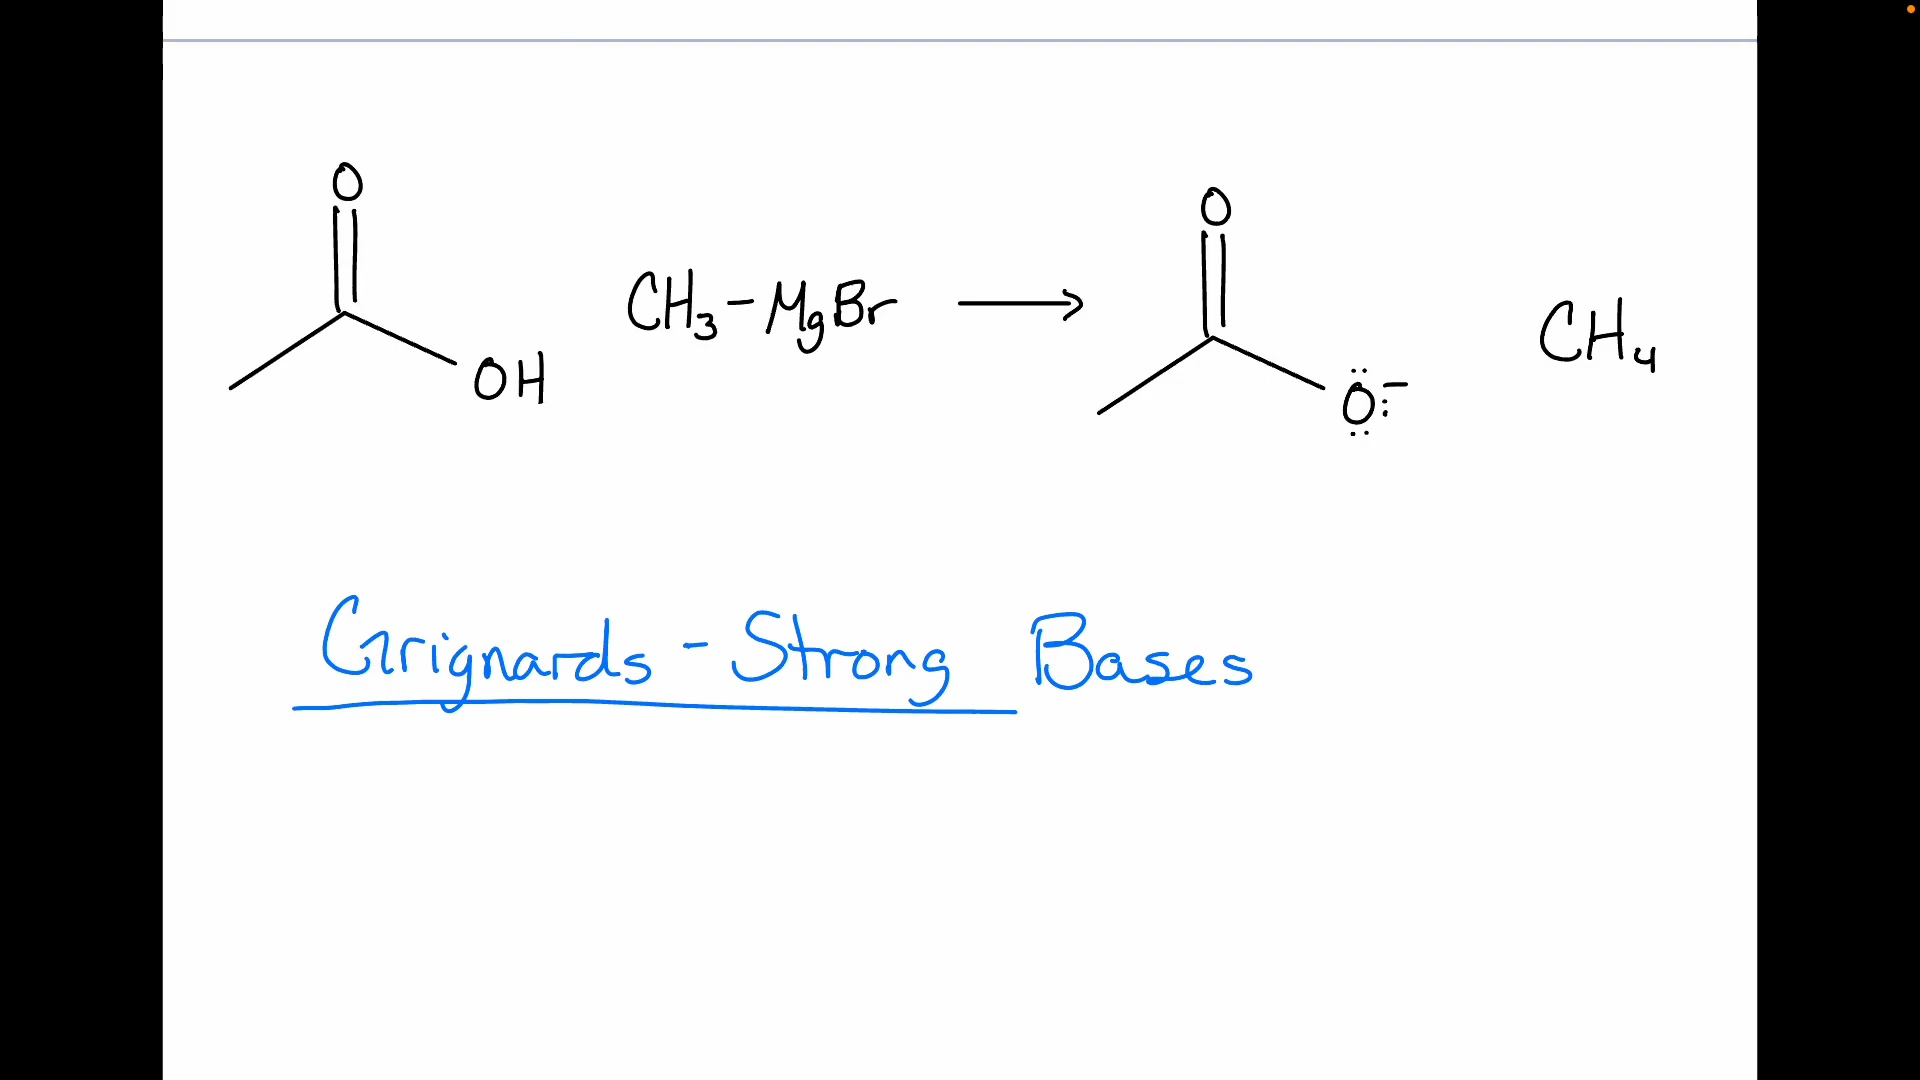 O
OH
CH₃-MgBr
O
O:⁻
CH₄
Grignards - Strong Bases